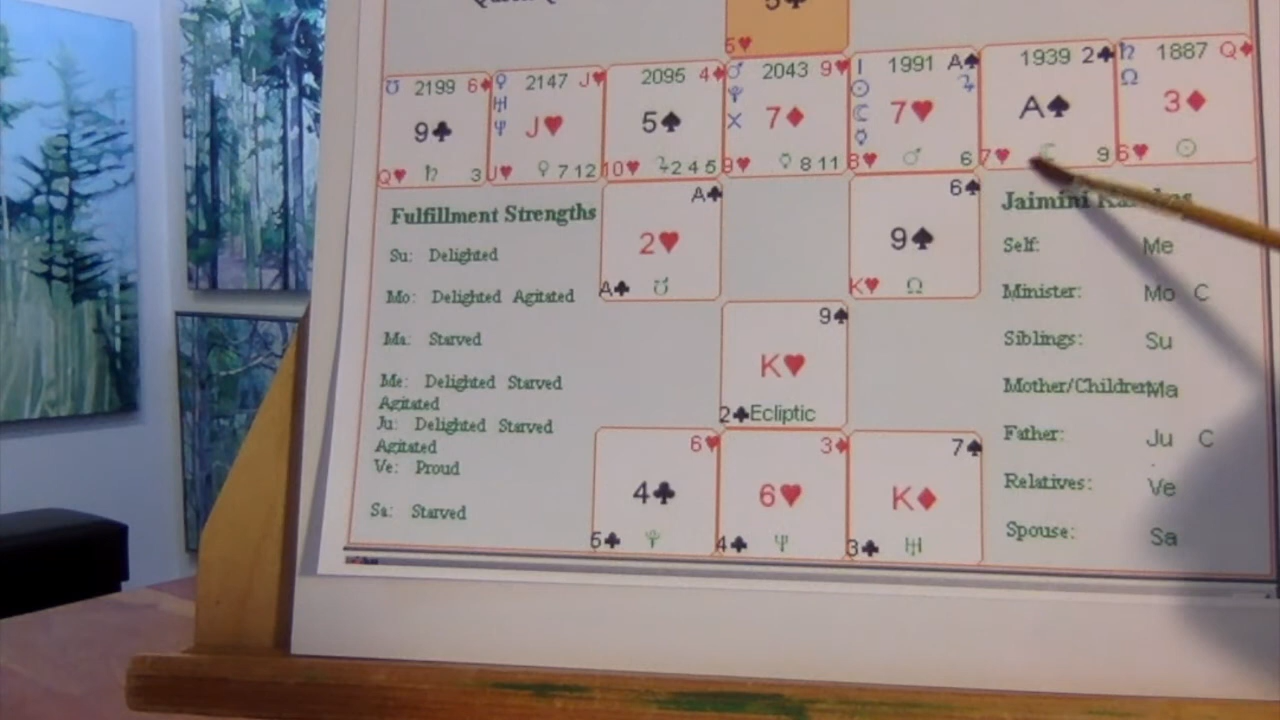 5♠
5♥
☋ 2199 6♦
9♣
Q♥ ♄ 3
♀ 2147 J♥
♅
♆ J♥
J♥ ♀ 7 12
2095 4♦
5♠
10♥ ♃ 2 4 5
♂ 2043 9♥
7♦
9♥ ☿ 8 11
1991 A♠
☉ ♃
☾ 7♥
☿
8♥ ♂ 6
1939 2♣
A♠
7♥ ☾ 9
♄ 1887 Q♦
☊
3♦
6♥ ☉
A♣
2♥
A♣ ☋
6♠
9♠
K♥ ☊
9♠
K♥
2♣ Ecliptic
6♥
4♣
5♣
3♦
6♥
4♣ ♆
7♠
K♦
3♣ ♅
Fulfillment Strengths
Su: Delighted
Mo: Delighted Agitated
Ma: Starved
Me: Delighted Starved
Agitated
Ju: Delighted Starved
Agitated
Ve: Proud
Sa: Starved
Jaimini
Self: Me
Minister: Mo C
Siblings: Su
Mother/Children: Ma
Father: Ju C
Relatives: Ve
Spouse: Sa